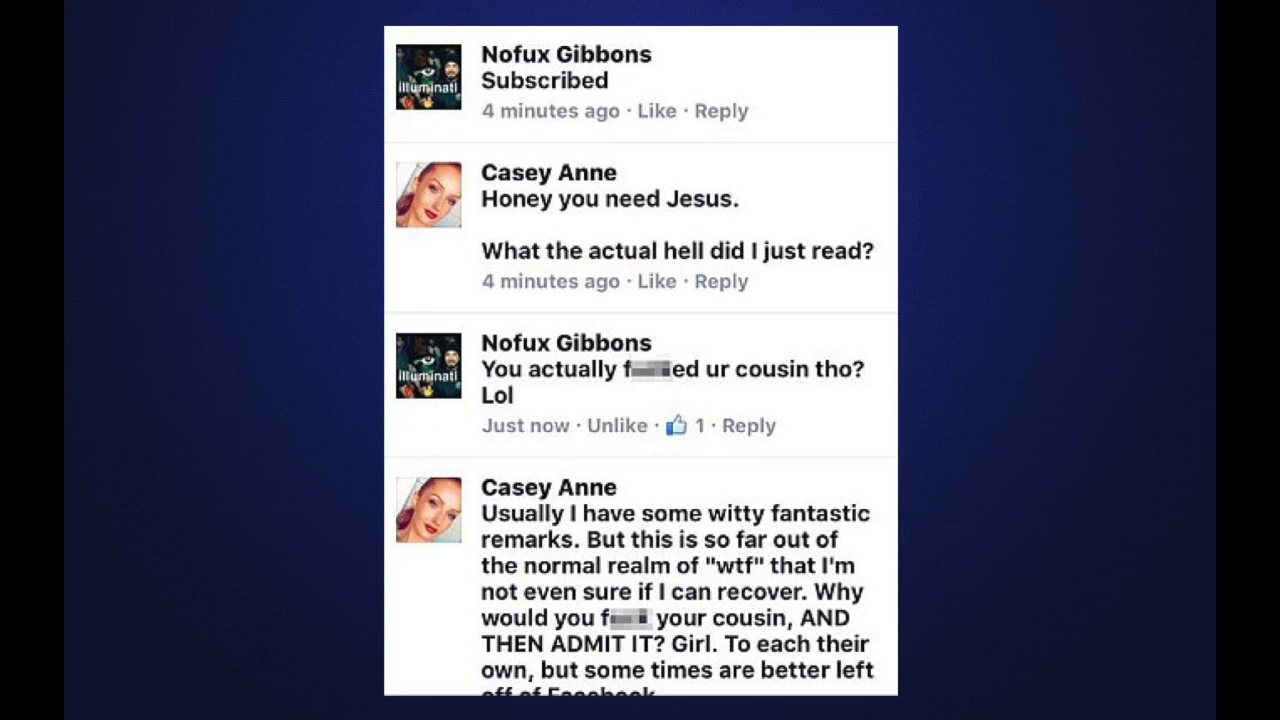 Nofux Gibbons
illuminati
Subscribed
4 minutes ago · Like · Reply
Casey Anne
Honey you need Jesus.
What the actual hell did I just read?
4 minutes ago · Like · Reply
Nofux Gibbons
illuminati
You actually f ed ur cousin tho?
Lol
Just now · Unlike · 1 · Reply
Casey Anne
Usually I have some witty fantastic
remarks. But this is so far out of
the normal realm of "wtf" that I'm
not even sure if I can recover. Why
would you f your cousin, AND
THEN ADMIT IT? Girl. To each their
own, but some times are better left
off of Facebook